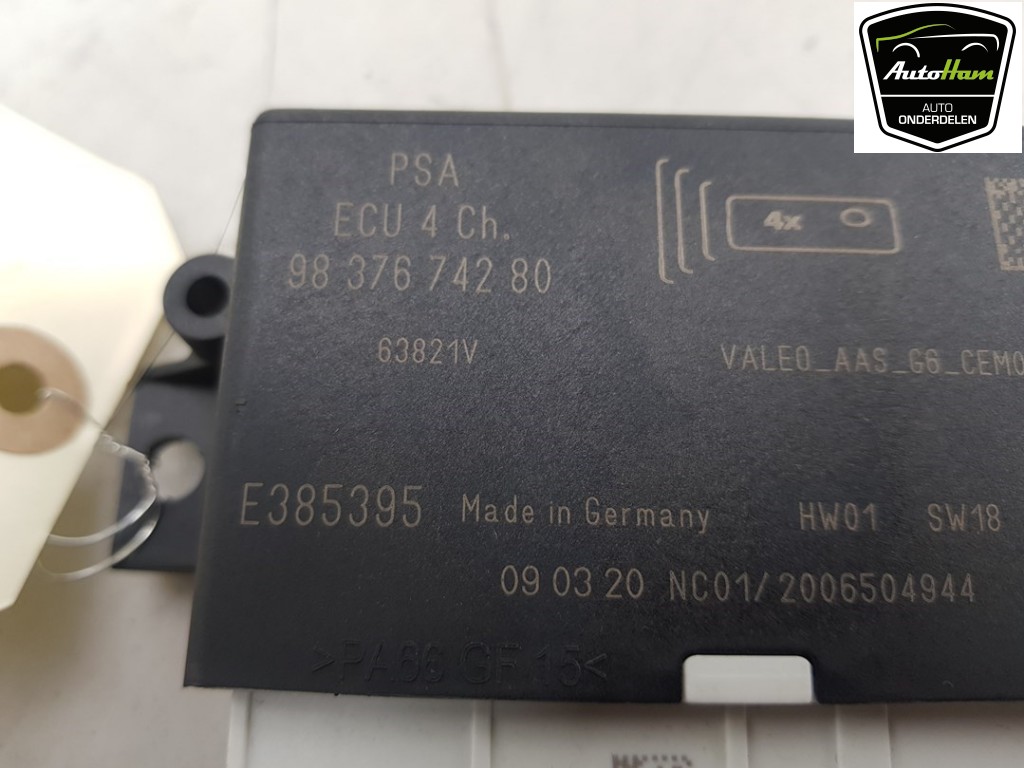 AutoHam
AUTO
ONDERDELEN
PSA
ECU 4 Ch.
98 376 742 80
4x
63821V
VALEO_AAS_G6_CEM0
E385395 Made in Germany HW01 SW18
09 03 20 NC01/2006504944
>PA66 GF15<